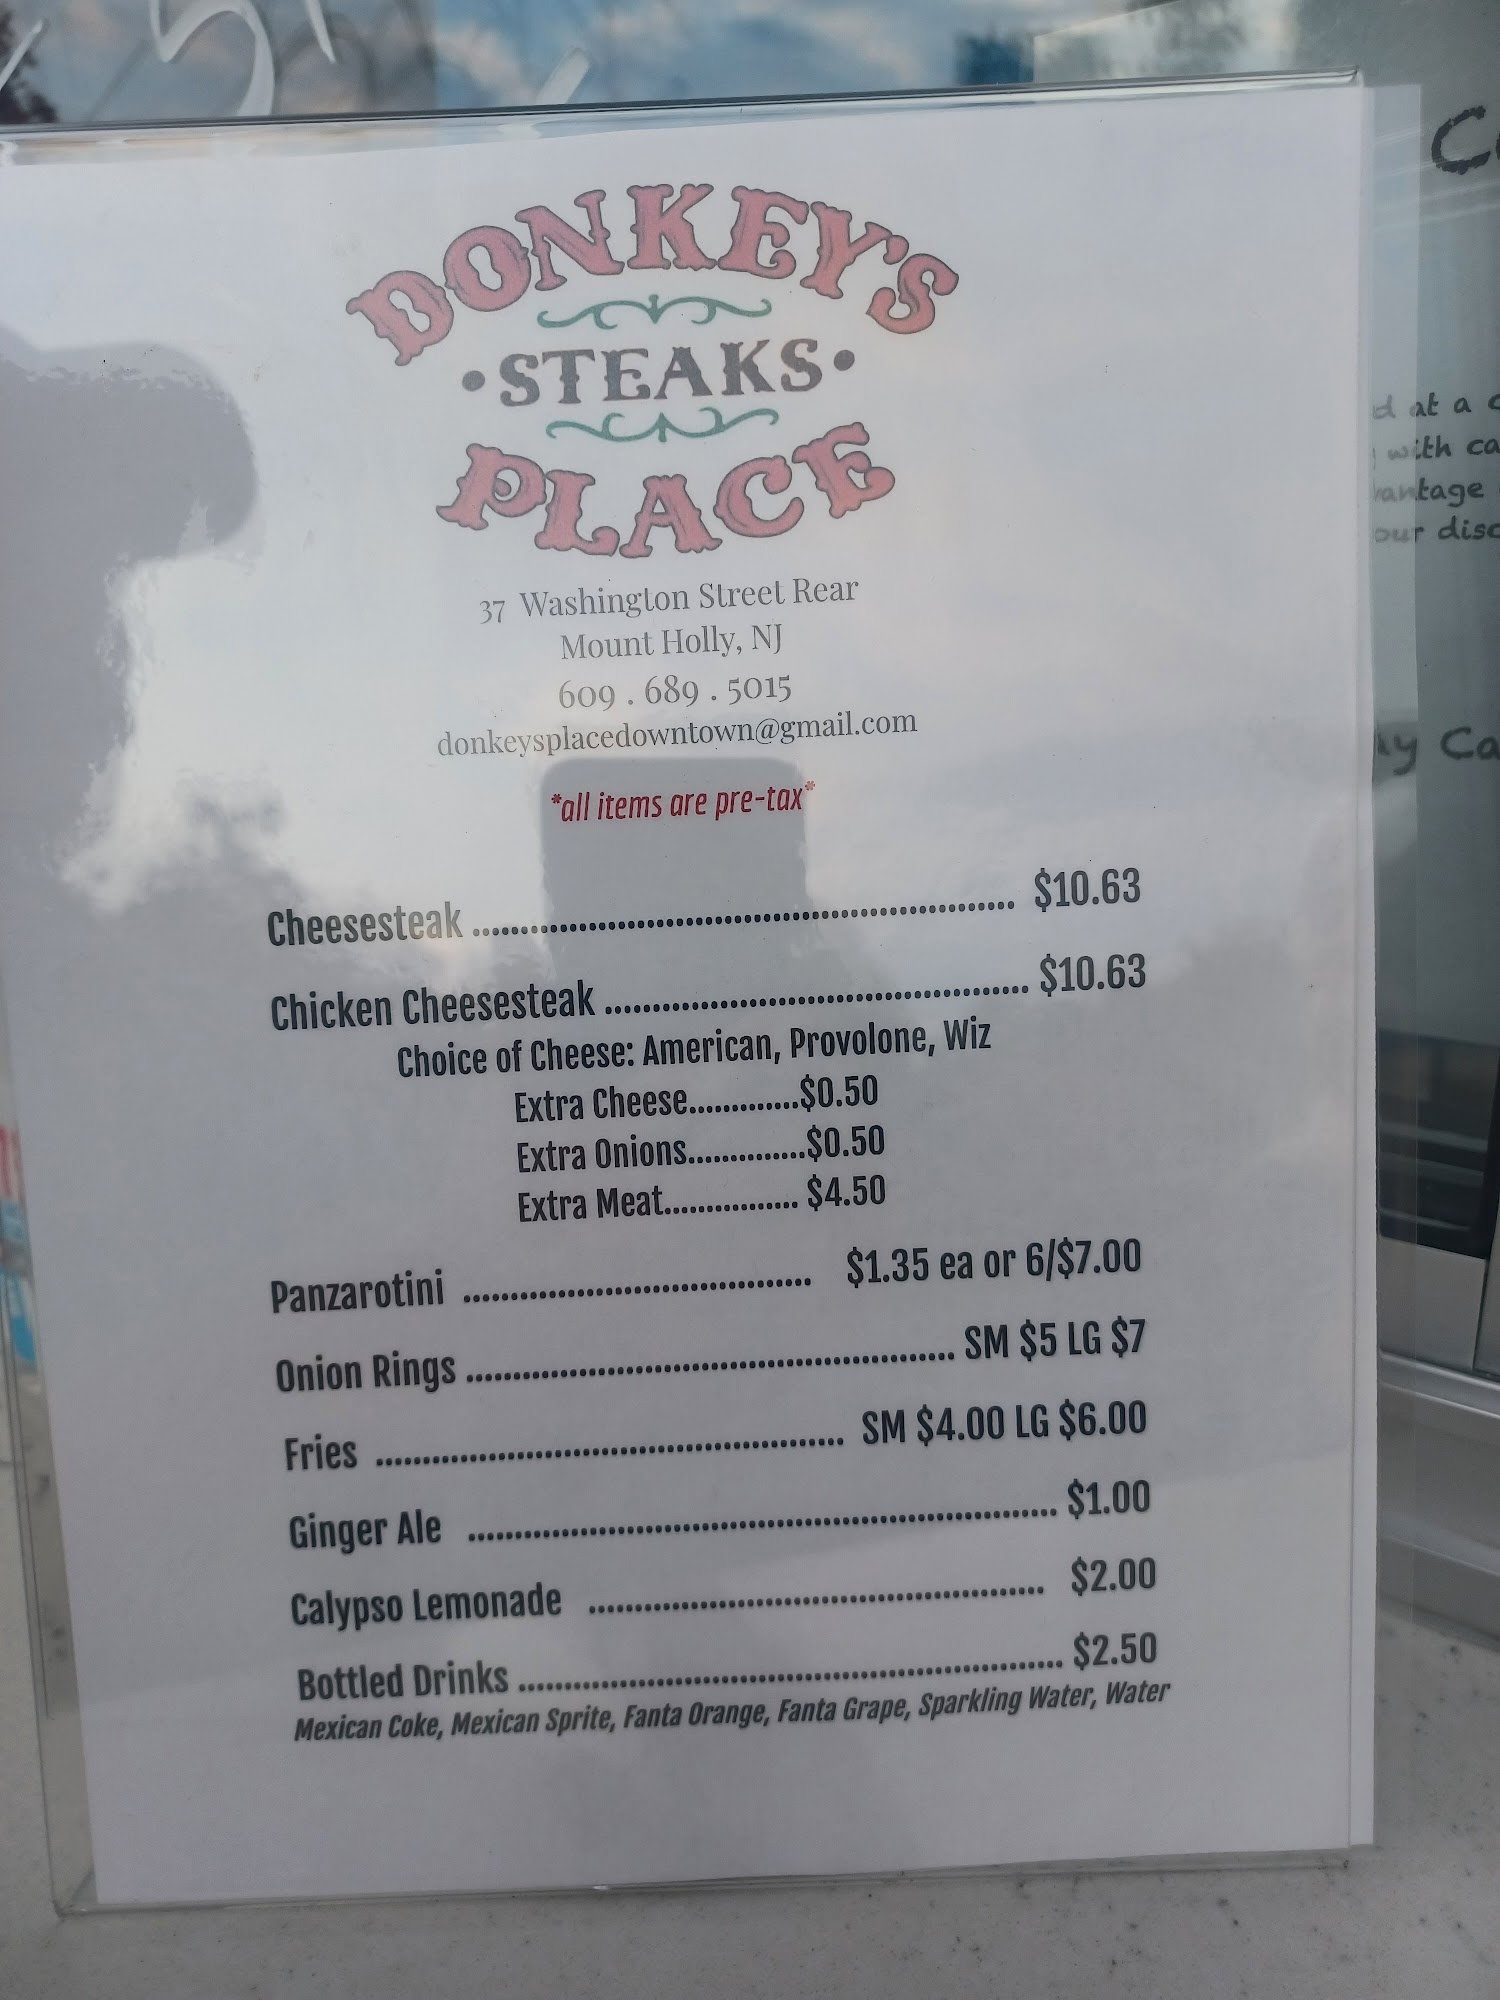 DONKEY'S
• STEAKS •
PLACE
37 Washington Street Rear
Mount Holly, NJ
609 . 689 . 5015
donkeysplacedowntown@gmail.com
*all items are pre-tax*
Cheesesteak ........................................................ $10.63
Chicken Cheesesteak ............................................ $10.63
Choice of Cheese: American, Provolone, Wiz
Extra Cheese.............$0.50
Extra Onions..............$0.50
Extra Meat................ $4.50
Panzarotini .................................... $1.35 ea or 6/$7.00
Onion Rings .................................................. SM $5 LG $7
Fries ................................................ SM $4.00 LG $6.00
Ginger Ale ............................................................ $1.00
Calypso Lemonade ............................................... $2.00
Bottled Drinks ........................................................ $2.50
Mexican Coke, Mexican Sprite, Fanta Orange, Fanta Grape, Sparkling Water, Water
at a
with